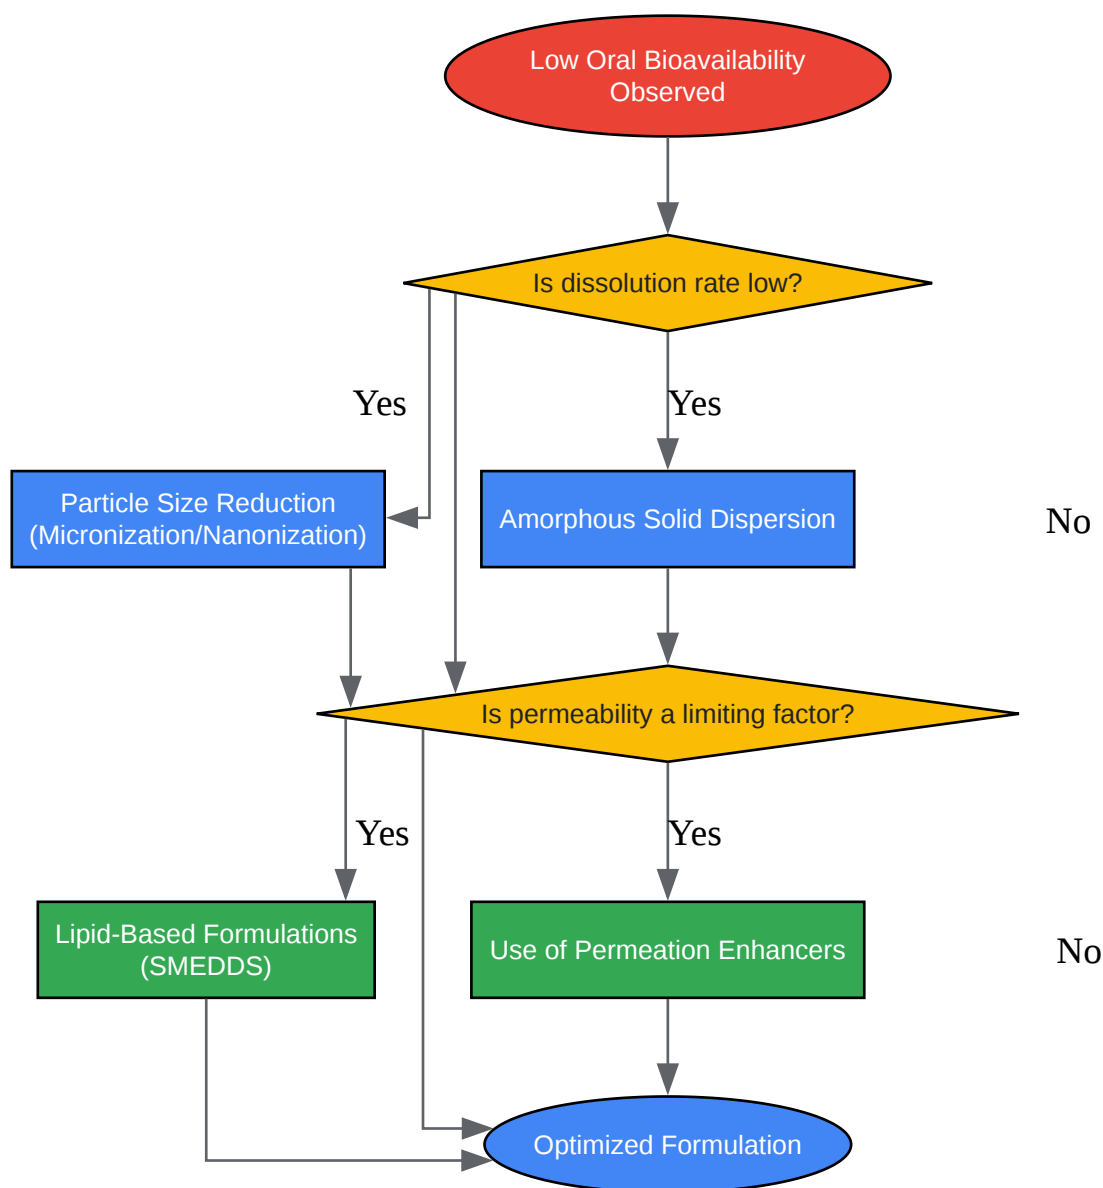 Low Oral Bioavailability
Observed
Is dissolution rate low?
Yes
Yes
Particle Size Reduction
(Micronization/Nanonization)
Amorphous Solid Dispersion
No
Is permeability a limiting factor?
Yes
Yes
Lipid-Based Formulations
(SMEDDS)
Use of Permeation Enhancers
No
Optimized Formulation